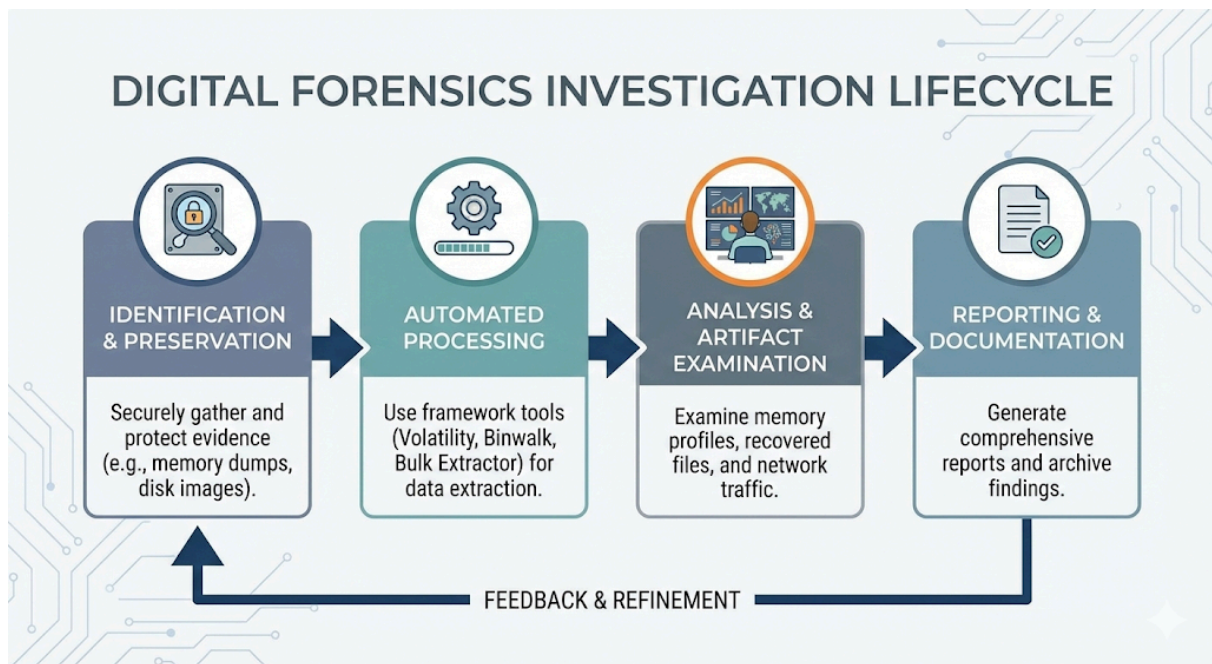 DIGITAL FORENSICS INVESTIGATION LIFECYCLE
IDENTIFICATION
& PRESERVATION
Securely gather and
protect evidence
(e.g., memory dumps,
disk images).
AUTOMATED
PROCESSING
Use framework tools
(Volatility, Binwalk,
Bulk Extractor) for
data extraction.
ANALYSIS &
ARTIFACT
EXAMINATION
Examine memory
profiles, recovered
files, and network
traffic.
REPORTING &
DOCUMENTATION
Generate
comprehensive
reports and archive
findings.
FEEDBACK & REFINEMENT